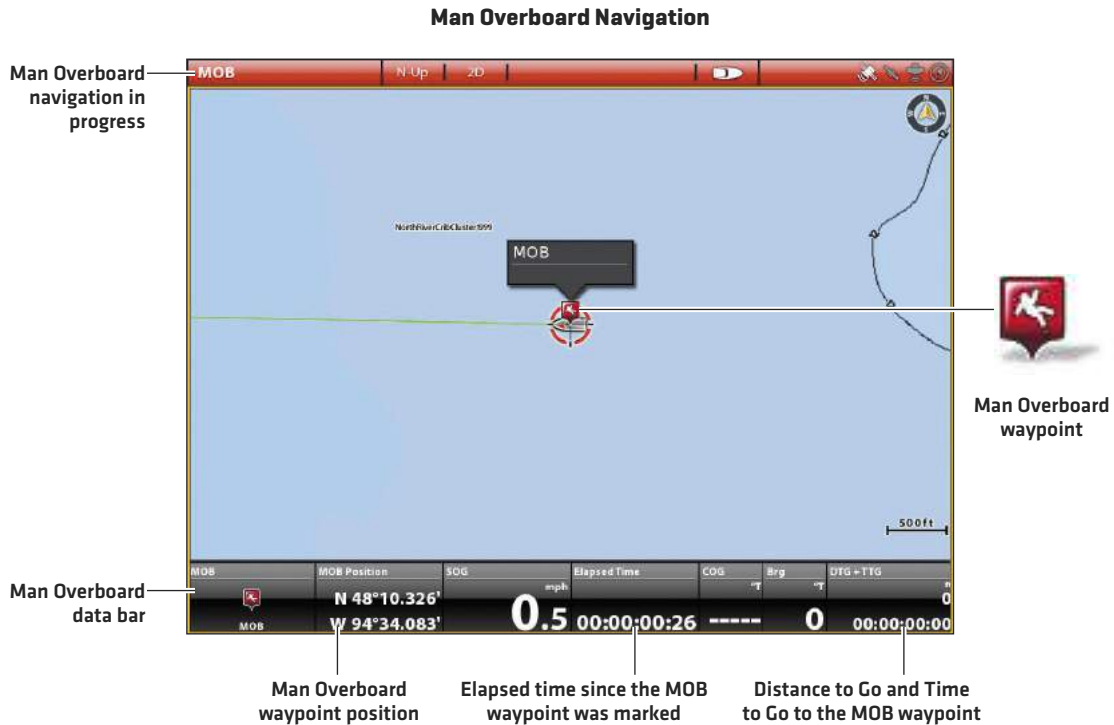 Man Overboard Navigation
Man Overboard
navigation in
progress
MOB
N-Up
2D
NorthRiverCribCluster1999
MOB
500ft
Man Overboard
waypoint
Man Overboard
data bar
MOB
MOB
MOB Position
N 48°10.326'
W 94°34.083'
SOG
mph
0.5
Elapsed Time
00:00:00:26
COG
°T
-----
Brg
°T
0
DTG + TTG
0
00:00:00:00
Man Overboard
waypoint position
Elapsed time since the MOB
waypoint was marked
Distance to Go and Time
to Go to the MOB waypoint